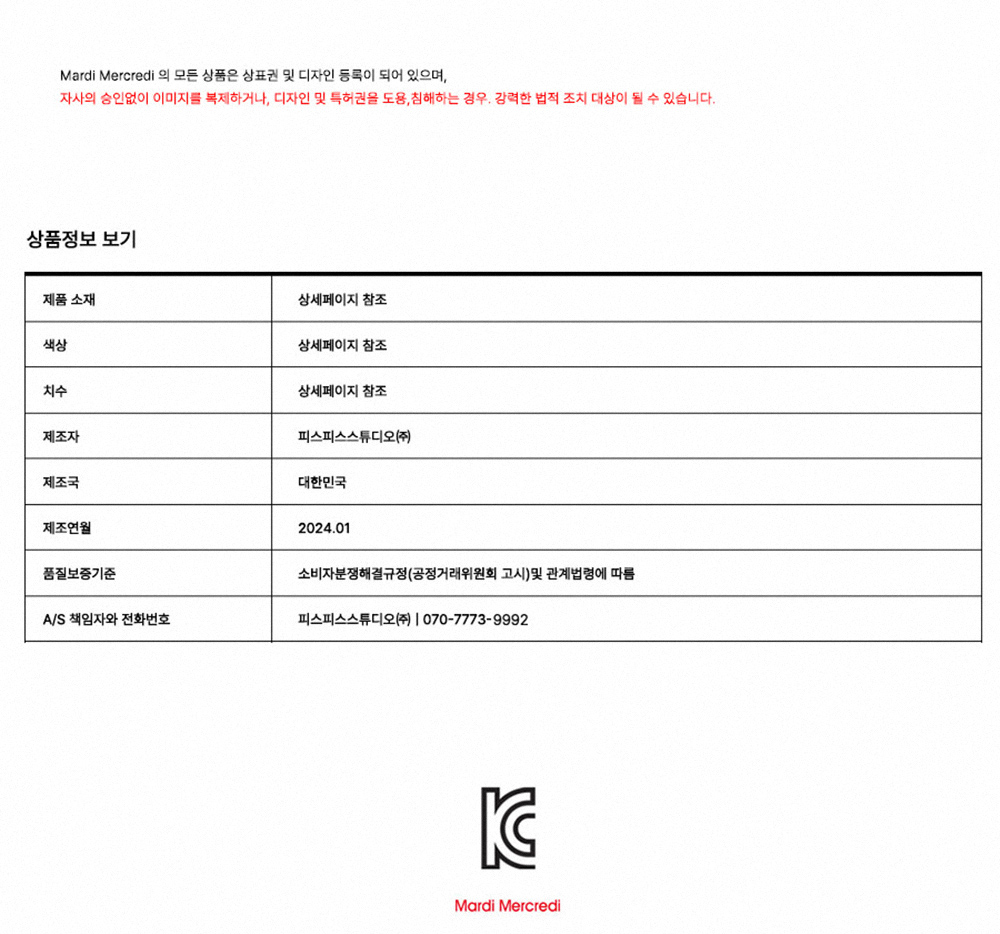 Mardi Mercredi 의 모든 상품은 상표권 및 디자인 등록이 되어 있으며,
자사의 승인없이 이미지를 복제하거나, 디자인 및 특허권을 도용,침해하는 경우. 강력한 법적 조치 대상이 될 수 있습니다.
상품정보 보기
제품 소재 상세페이지 참조
색상 상세페이지 참조
치수 상세페이지 참조
제조자 피스피스스튜디오㈜
제조국 대한민국
제조연월 2024.01
품질보증기준 소비자분쟁해결규정(공정거래위원회 고시)및 관계법령에 따름
A/S 책임자와 전화번호 피스피스스튜디오㈜ | 070-7773-9992
KC
Mardi Mercredi